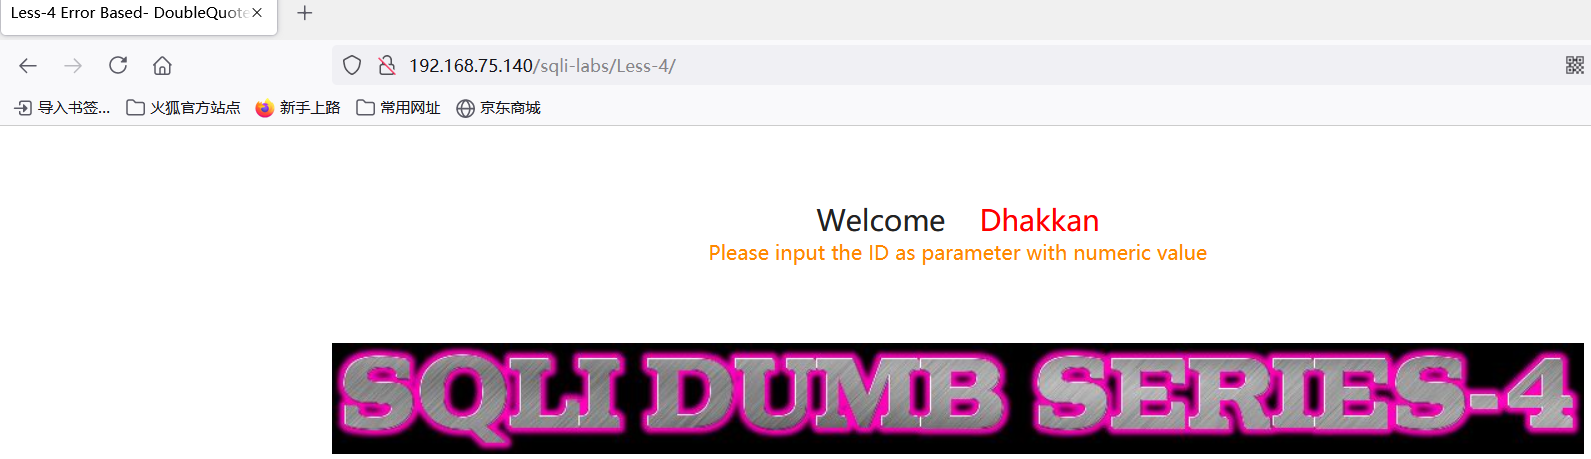 Less-4 Error Based- DoubleQuote
192.168.75.140/sqli-labs/Less-4/
导入书签... 火狐官方站点 新手上路 常用网址 京东商城
Welcome Dhakkan
Please input the ID as parameter with numeric value
SQLI DUMB SERIES-4